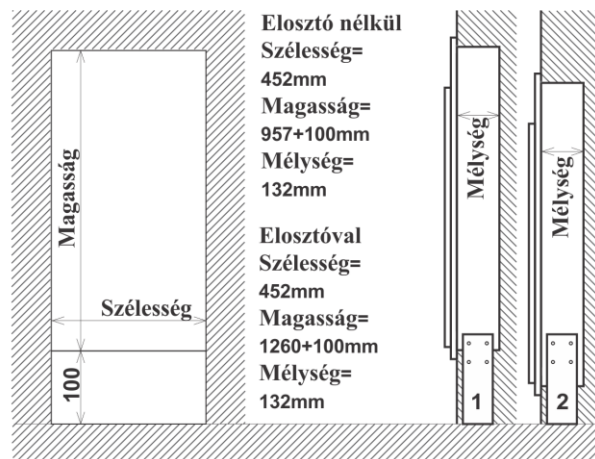 Magasság
Szélesség
100
Elosztó nélkül
Szélesség=
452mm
Magasság=
957+100mm
Mélység=
132mm
Elosztóval
Szélesség=
452mm
Magasság=
1260+100mm
Mélység=
132mm
Mélység
1
Mélység
2